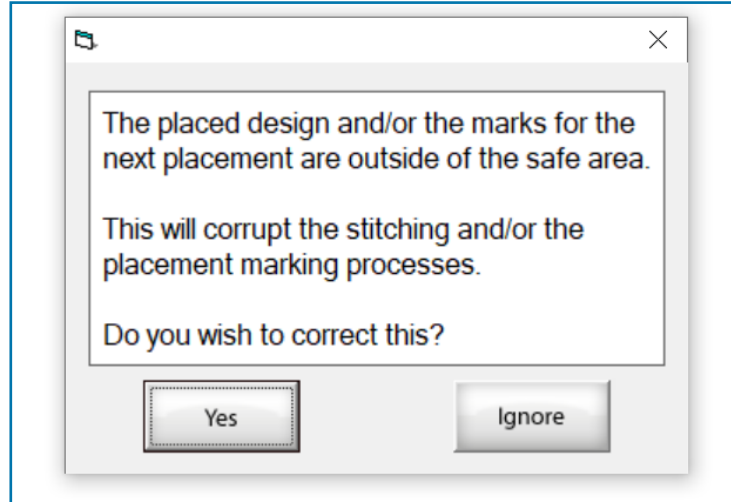 The placed design and/or the marks for the
next placement are outside of the safe area.
This will corrupt the stitching and/or the
placement marking processes.
Do you wish to correct this?
Yes
Ignore